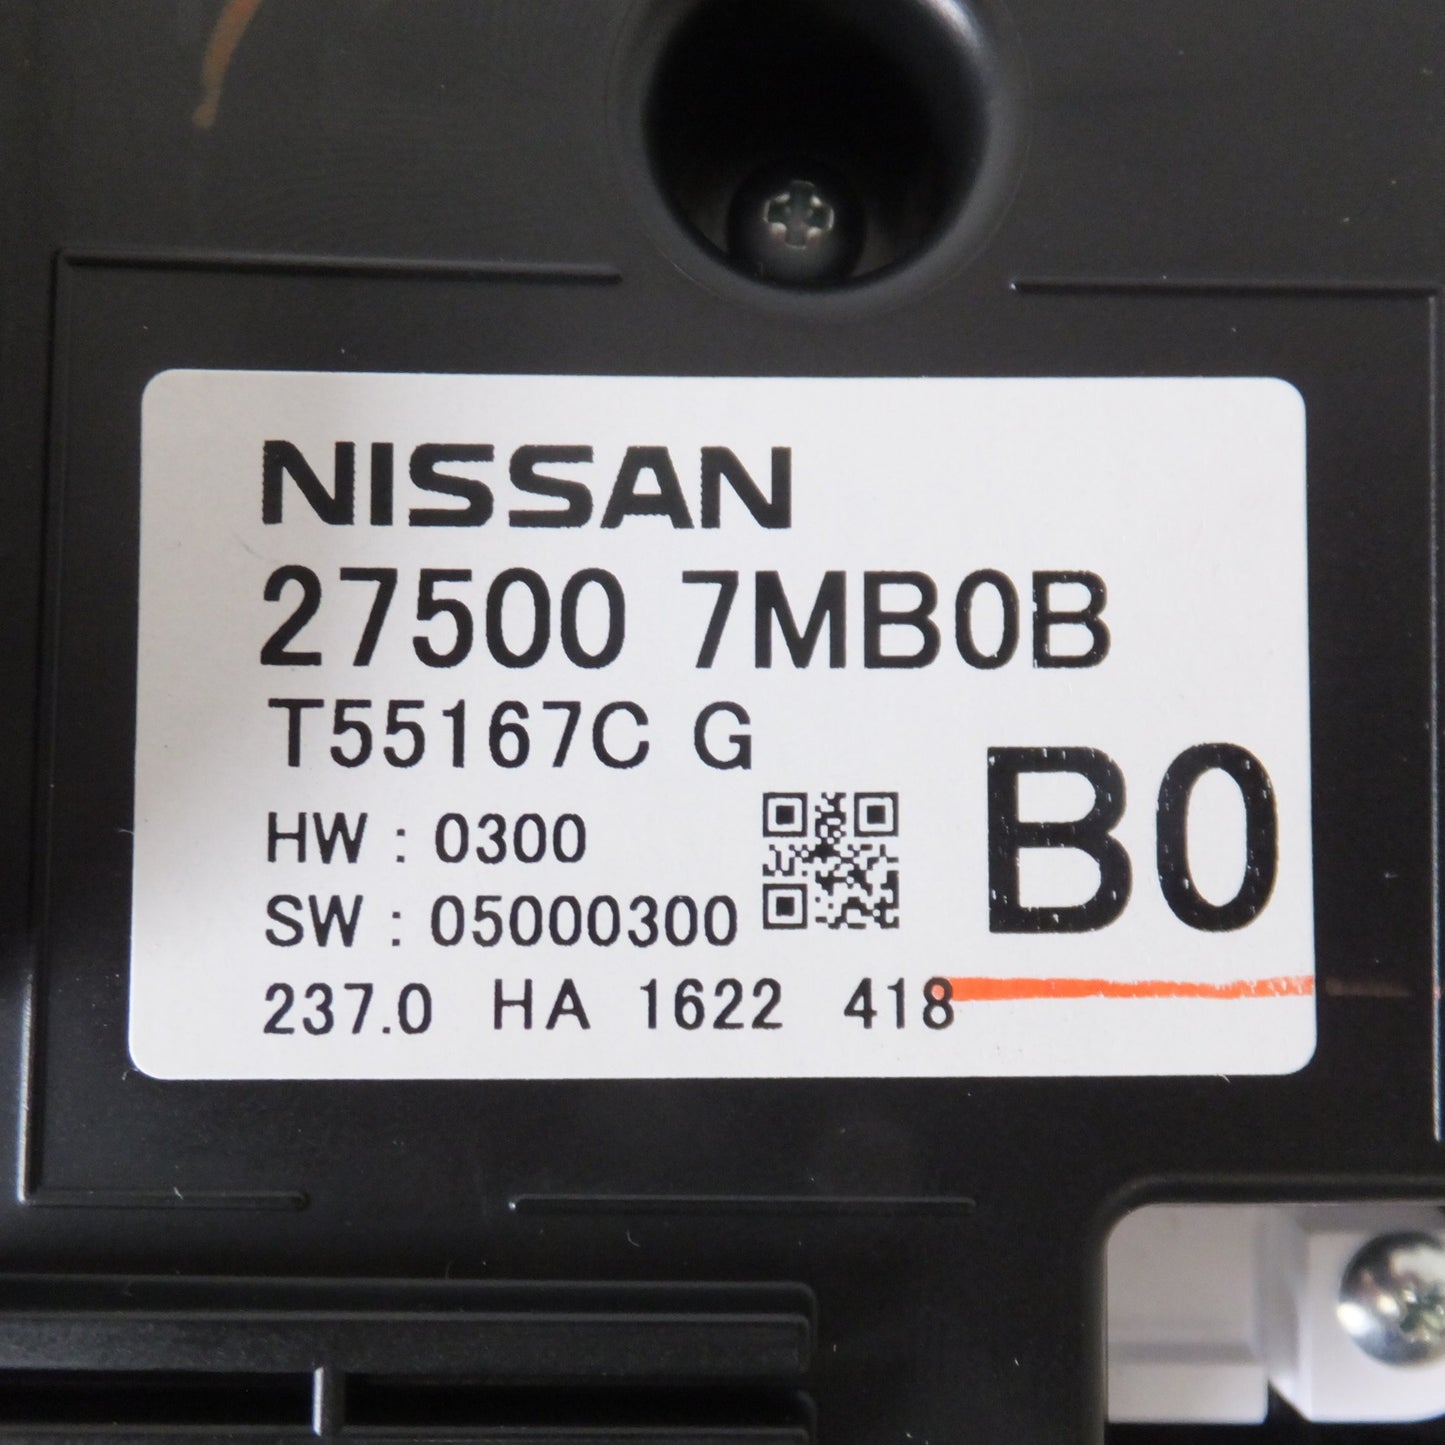 NISSAN
27500 7MB0B
T55167C G
B0
HW : 0300
SW : 05000300
237.0 HA 1622 418